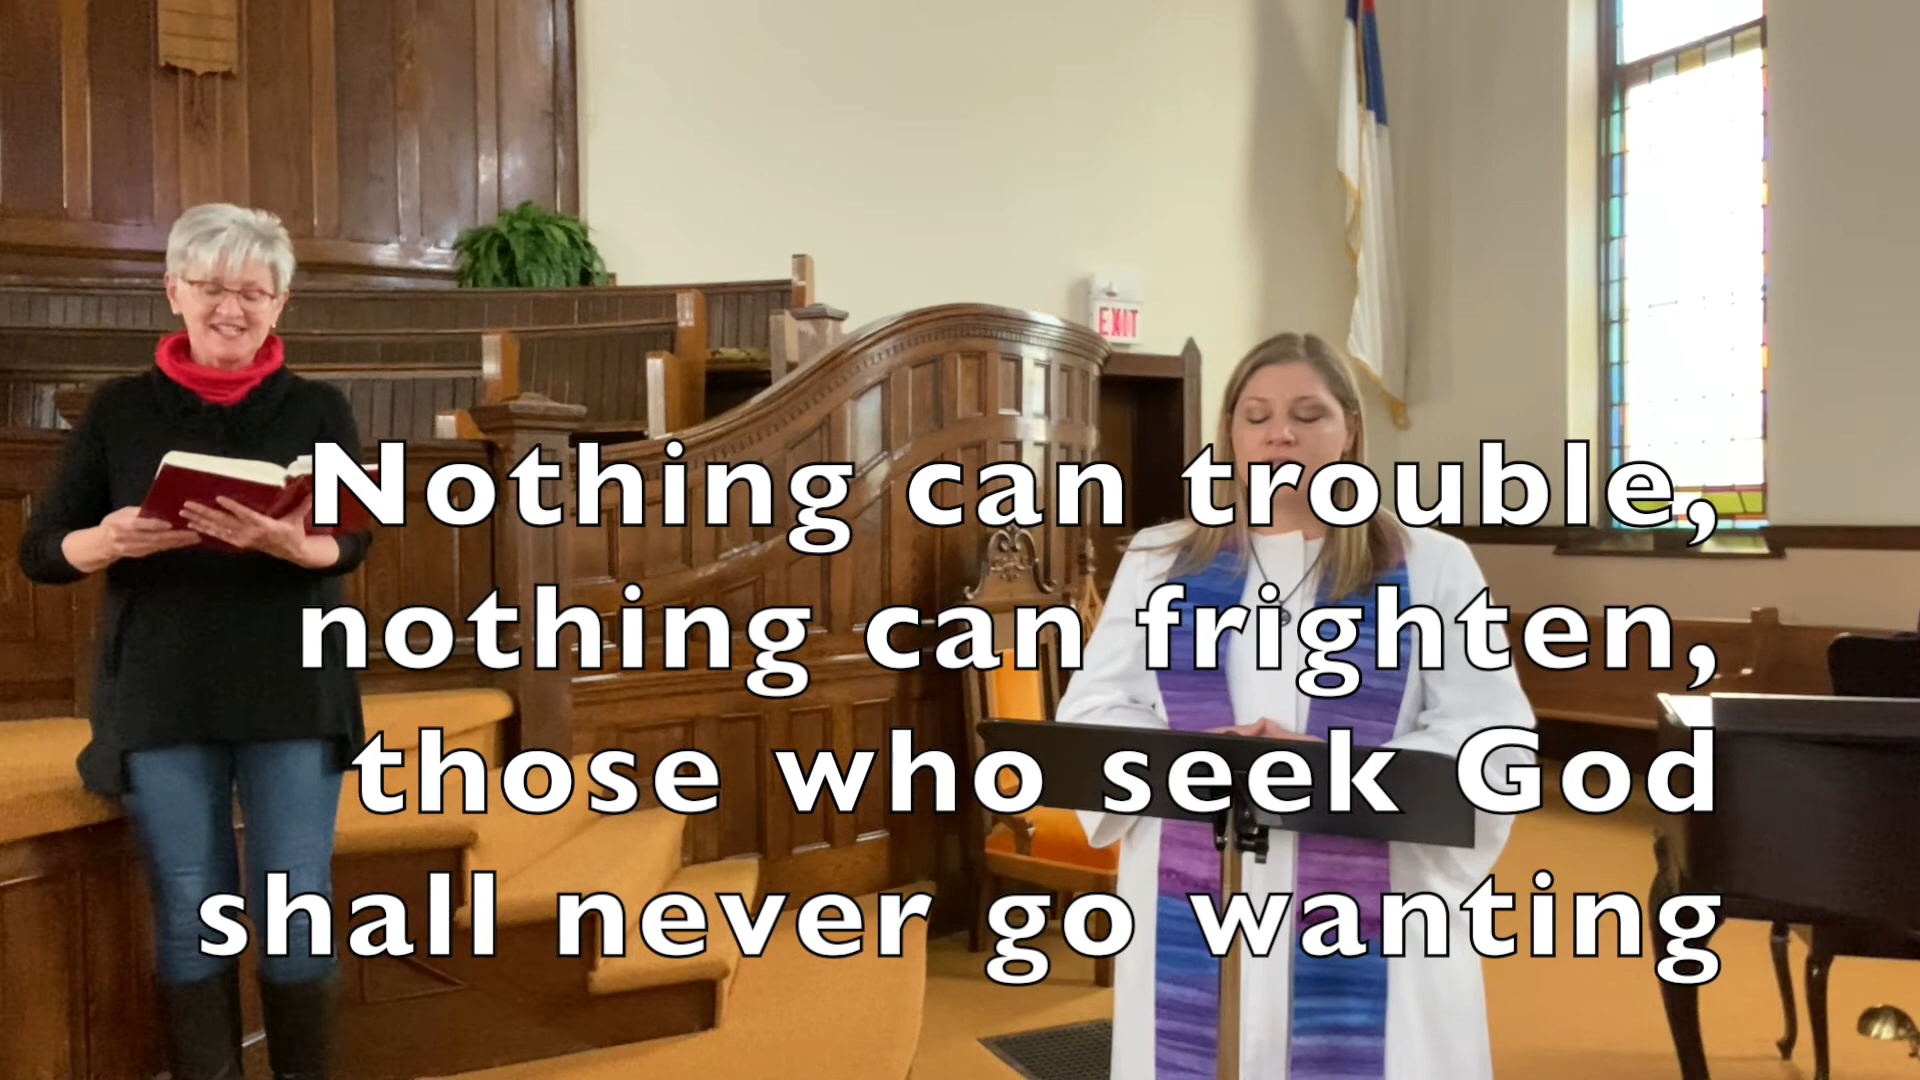 EXIT
Nothing can trouble,
nothing can frighten,
those who seek God
shall never go wanting